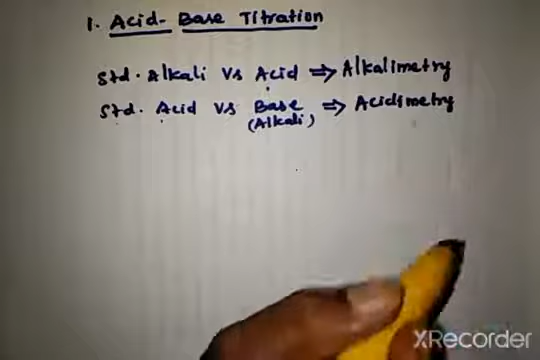 1. Acid-Base Titration
Std. Alkali Vs Acid ⇒ Alkalimetry
Std. Acid vs Base ⇒ Acidimetry
(Alkali)
XRecorder